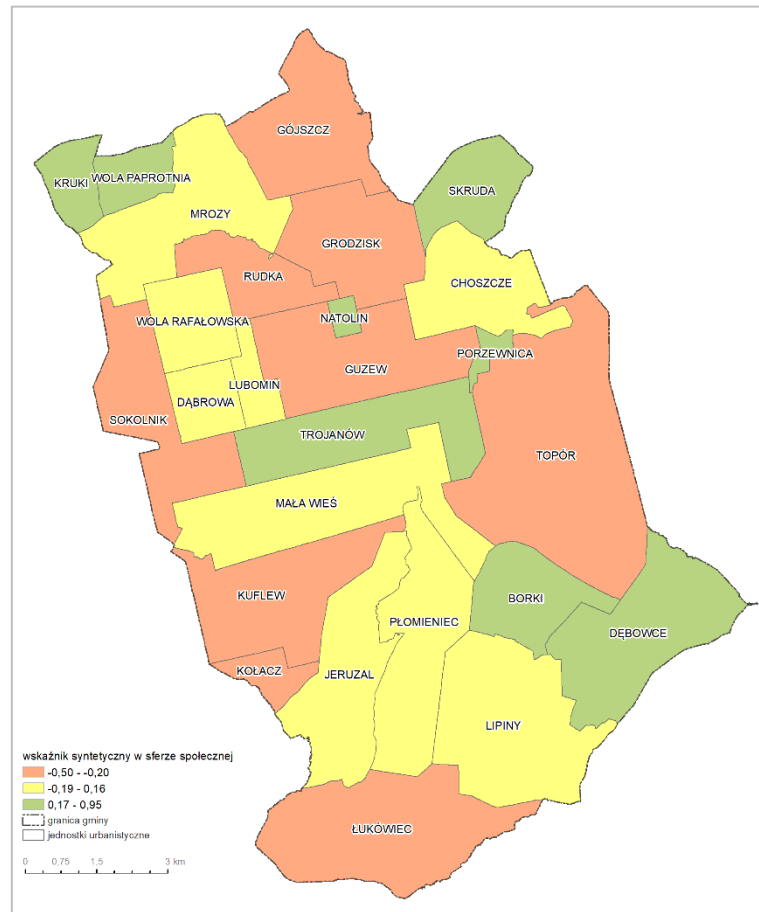 GÓJSZCZ
WOLA PAPROTNIA
KRUKI
SKRUDA
MROZY
GRODZISK
RUDKA
CHOSZCZE
NATOLIN
WOLA RAFAŁOWSKA
PORZEWNICA
GUZEW
LUBOMIN
DĄBROWA
SOKOLNIK
TROJANÓW
TOPÓR
MAŁA WIEŚ
KUFLEW
BORKI
PŁOMIENIEC
DĘBOWCE
KOŁACZ
JERUZAL
LIPINY
ŁUKÓWIEC
wskaźnik syntetyczny w sferze społecznej
-0,50 - -0,20
-0,19 - 0,16
0,17 - 0,95
granica gminy
jednostki urbanistyczne
0 0,75 1,5 3 km